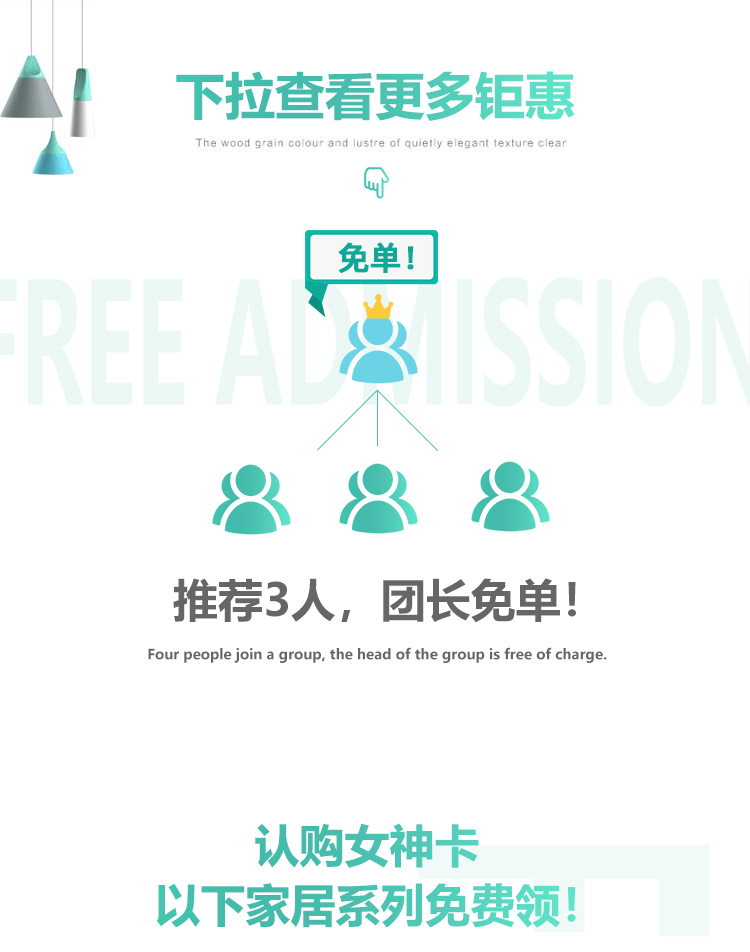 下拉查看更多钜惠
The wood grain colour and lustre of quietly elegant texture clear
免单！
FREE ADMISSION
推荐3人，团长免单！
Four people join a group, the head of the group is free of charge.
认购女神卡
以下家居系列免费领！